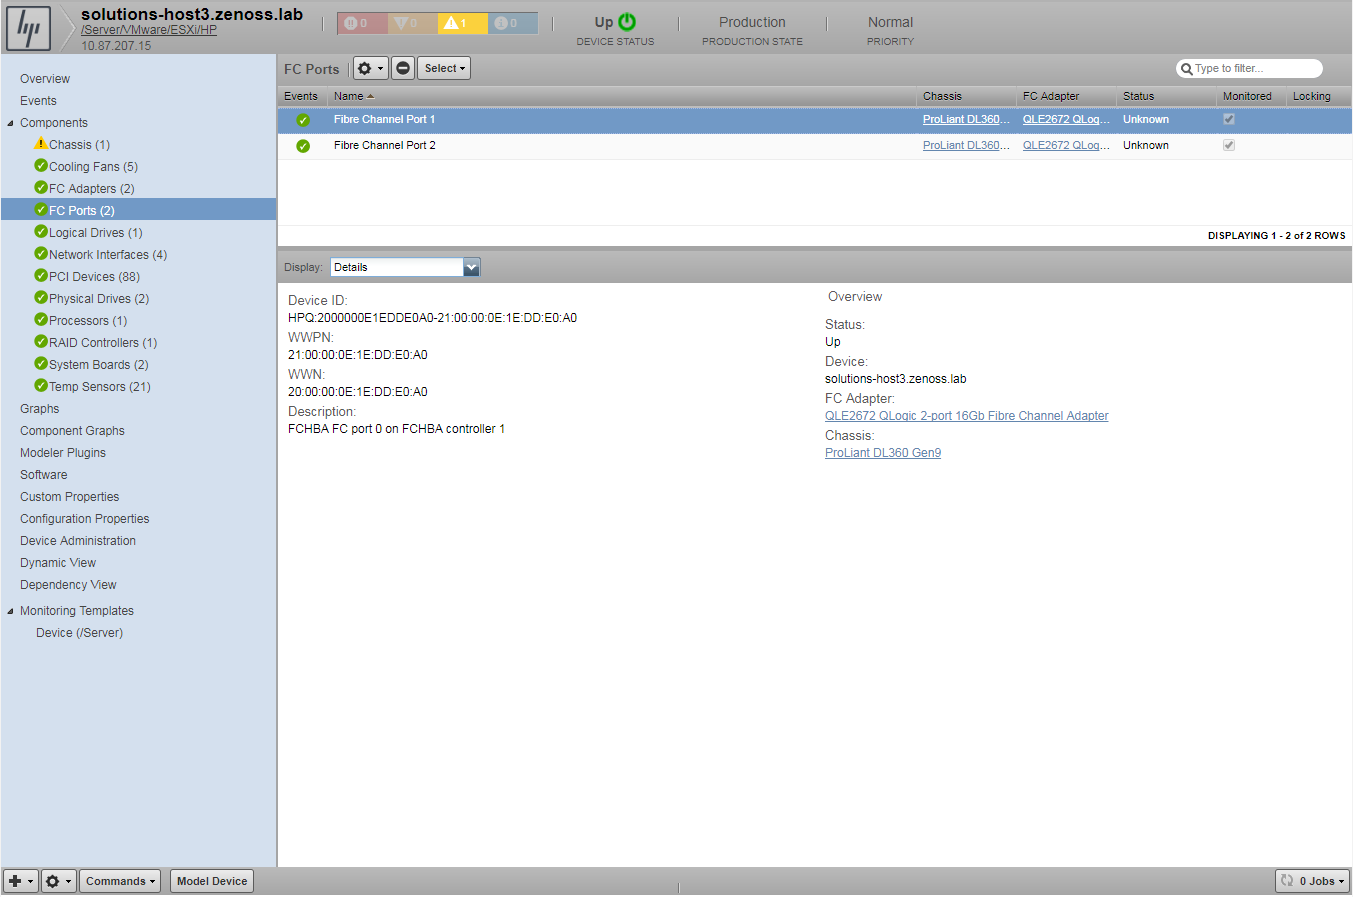 hp
solutions-host3.zenoss.lab
/Server/VMware/ESXi/HP
10.87.207.15
0 0 1 0
Up
DEVICE STATUS
Production
PRODUCTION STATE
Normal
PRIORITY
Overview
Events
Components
Chassis (1)
Cooling Fans (5)
FC Adapters (2)
FC Ports (2)
Logical Drives (1)
Network Interfaces (4)
PCI Devices (88)
Physical Drives (2)
Processors (1)
RAID Controllers (1)
System Boards (2)
Temp Sensors (21)
Graphs
Component Graphs
Modeler Plugins
Software
Custom Properties
Configuration Properties
Device Administration
Dynamic View
Dependency View
Monitoring Templates
Device (/Server)
FC Ports Select Type to filter...
Events Name Chassis FC Adapter Status Monitored Locking
Fibre Channel Port 1 ProLiant DL360... QLE2672 QLog... Unknown
Fibre Channel Port 2 ProLiant DL360... QLE2672 QLog... Unknown
DISPLAYING 1 - 2 of 2 ROWS
Display: Details
Device ID:
HPQ:2000000E1EDDE0A0-21:00:00:0E:1E:DD:E0:A0
WWPN:
21:00:00:0E:1E:DD:E0:A0
WWN:
20:00:00:0E:1E:DD:E0:A0
Description:
FCHBA FC port 0 on FCHBA controller 1
Overview
Status:
Up
Device:
solutions-host3.zenoss.lab
FC Adapter:
QLE2672 QLogic 2-port 16Gb Fibre Channel Adapter
Chassis:
ProLiant DL360 Gen9
Commands Model Device 0 Jobs